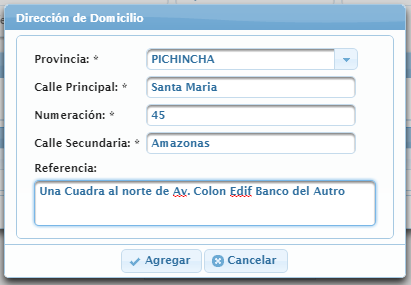 Dirección de Domicilio
Provincia: * PICHINCHA
Calle Principal: * Santa Maria
Numeración: * 45
Calle Secundaria: * Amazonas
Referencia:
Una Cuadra al norte de Av. Colon Edif Banco del Autro
Agregar Cancelar